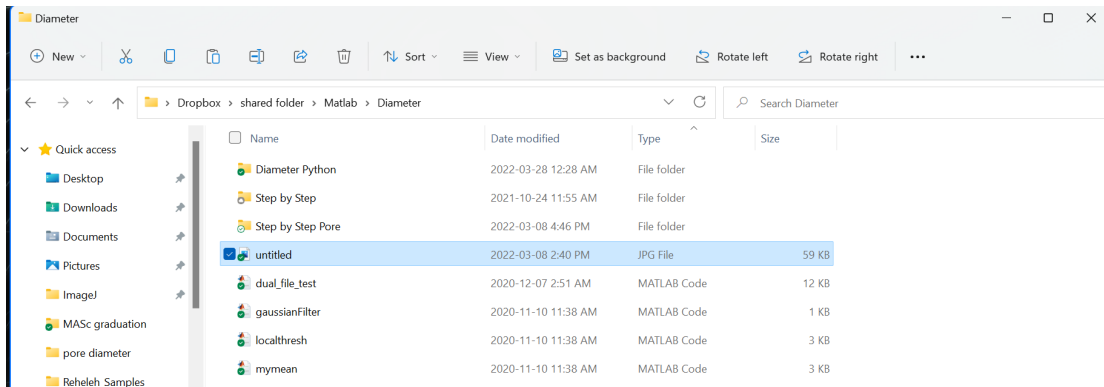 Diameter
New Sort View Set as background Rotate left Rotate right
Dropbox > shared folder > Matlab > Diameter Search Diameter
Name Date modified Type Size
Quick access
Desktop
Downloads
Documents
Pictures
ImageJ
MASc graduation
pore diameter
Reheleh Samples
Diameter Python 2022-03-28 12:28 AM File folder
Step by Step 2021-10-24 11:55 AM File folder
Step by Step Pore 2022-03-08 4:46 PM File folder
untitled 2022-03-08 2:40 PM JPG File 59 KB
dual_file_test 2020-12-07 2:51 AM MATLAB Code 12 KB
gaussianFilter 2020-11-10 11:38 AM MATLAB Code 1 KB
localthresh 2020-11-10 11:38 AM MATLAB Code 3 KB
mymean 2020-11-10 11:38 AM MATLAB Code 3 KB